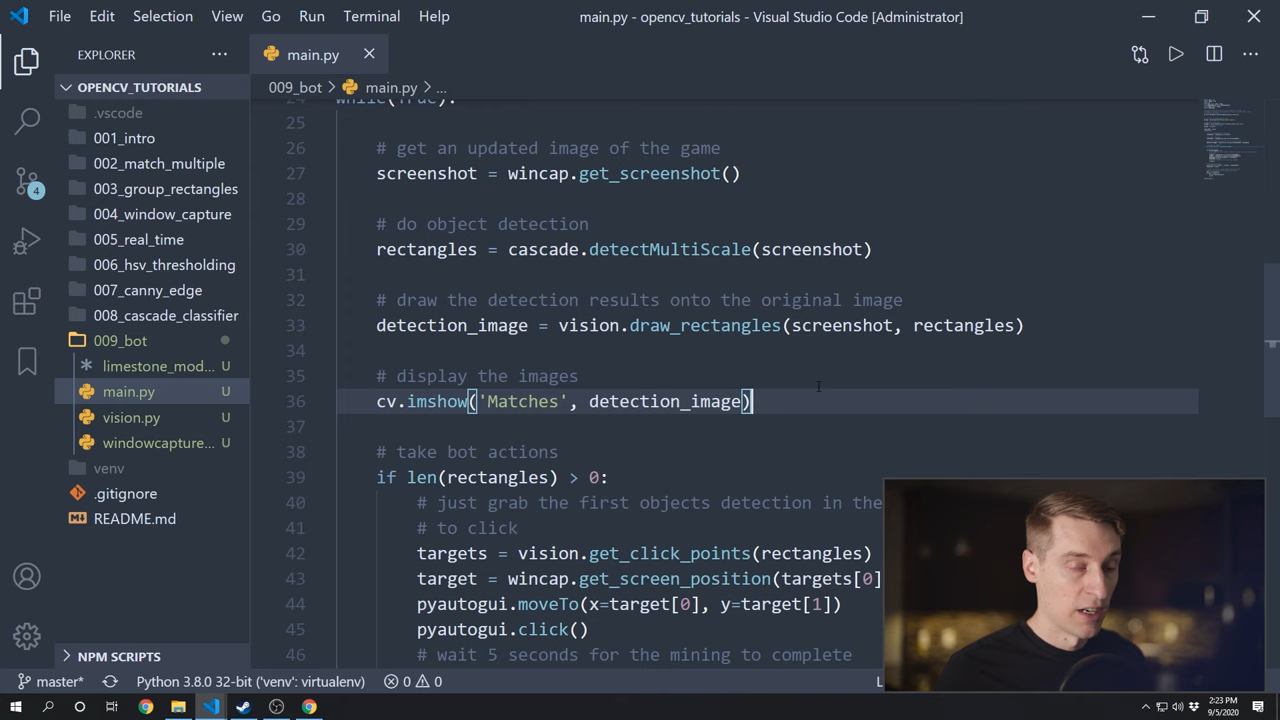 File Edit Selection View Go Run Terminal Help
main.py - opencv_tutorials - Visual Studio Code [Administrator]
EXPLORER
main.py
OPENCV_TUTORIALS
009_bot > main.py > ...
.vscode
001_intro
002_match_multiple
003_group_rectangles
004_window_capture
005_real_time
006_hsv_thresholding
007_canny_edge
008_cascade_classifier
009_bot
limestone_mod... U
main.py U
vision.py U
windowcapture... U
venv
.gitignore
README.md
NPM SCRIPTS
4
24 while(True):
25
26 # get an updated image of the game
27 screenshot = wincap.get_screenshot()
28
29 # do object detection
30 rectangles = cascade.detectMultiScale(screenshot)
31
32 # draw the detection results onto the original image
33 detection_image = vision.draw_rectangles(screenshot, rectangles)
34
35 # display the images
36 cv.imshow('Matches', detection_image)
37
38 # take bot actions
39 if len(rectangles) > 0:
40 # just grab the first objects detection in the
41 # to click
42 targets = vision.get_click_points(rectangles)
43 target = wincap.get_screen_position(targets[0]
44 pyautogui.moveTo(x=target[0], y=target[1])
45 pyautogui.click()
46 # wait 5 seconds for the mining to complete
master* Python 3.8.0 32-bit ('venv': virtualenv) 0 0 L
2:23 PM
9/5/2020